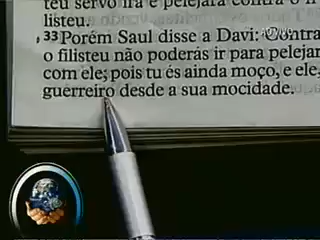 teu servo irá e pelejará contra o fi
listeu.
33 Porém Saul disse a Davi: Contra
o filisteu não poderás ir para pelejar
com ele; pois tu és ainda moço, e ele,
guerreiro desde a sua mocidade.